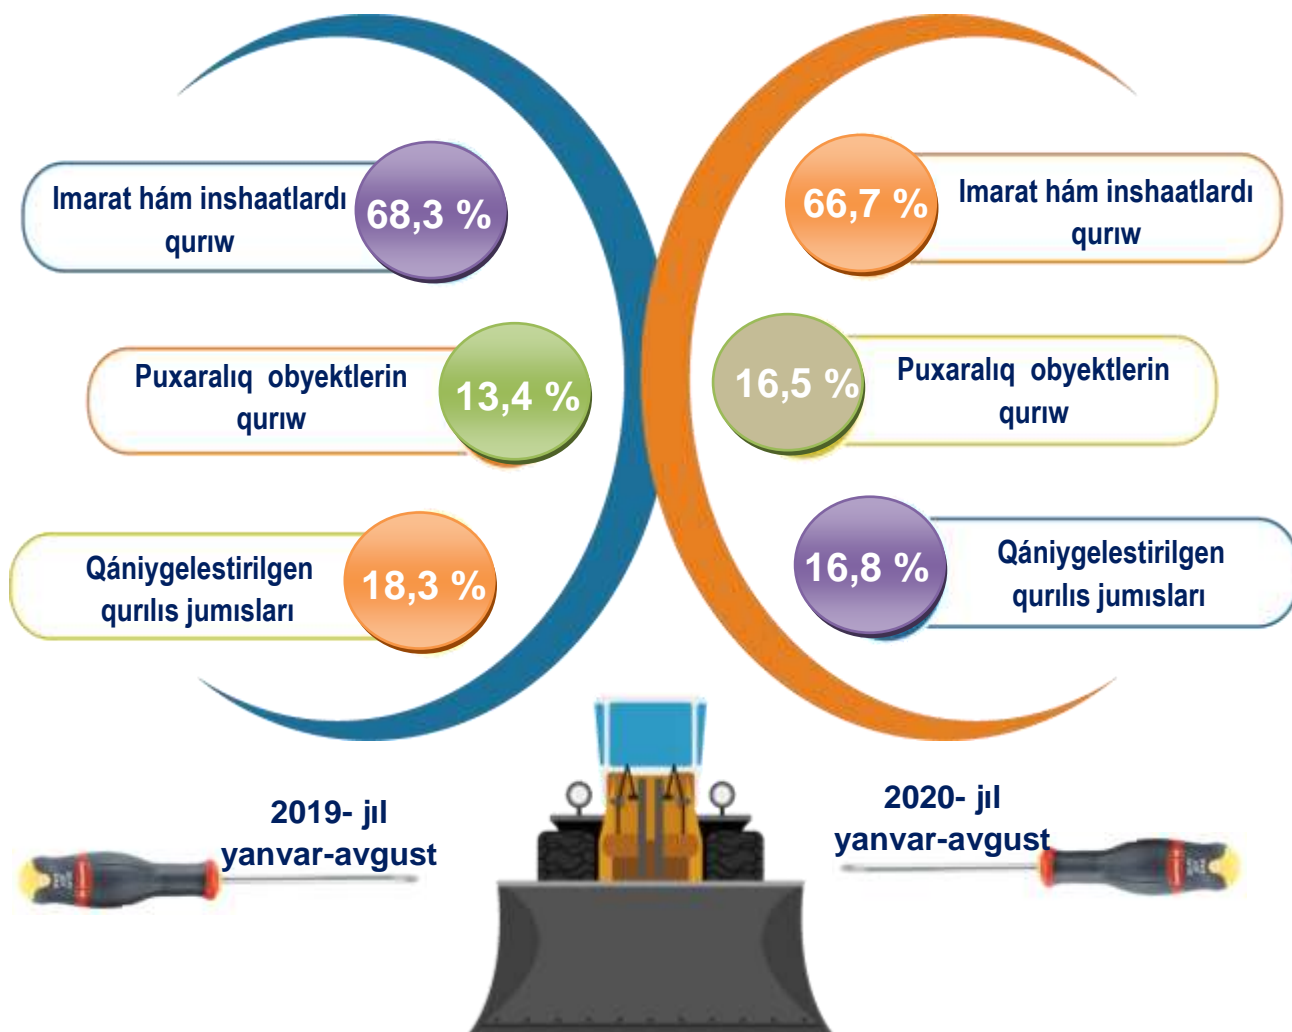 Imarat hám inshaatlardı
qurıw
68,3 %
Puxaralıq obyektlerin
qurıw
13,4 %
Qániygelestirilgen
qurılıs jumısları
18,3 %
2019- jıl
yanvar-avgust
66,7 %
Imarat hám inshaatlardı
qurıw
16,5 %
Puxaralıq obyektlerin
qurıw
16,8 %
Qániygelestirilgen
qurılıs jumısları
2020- jıl
yanvar-avgust